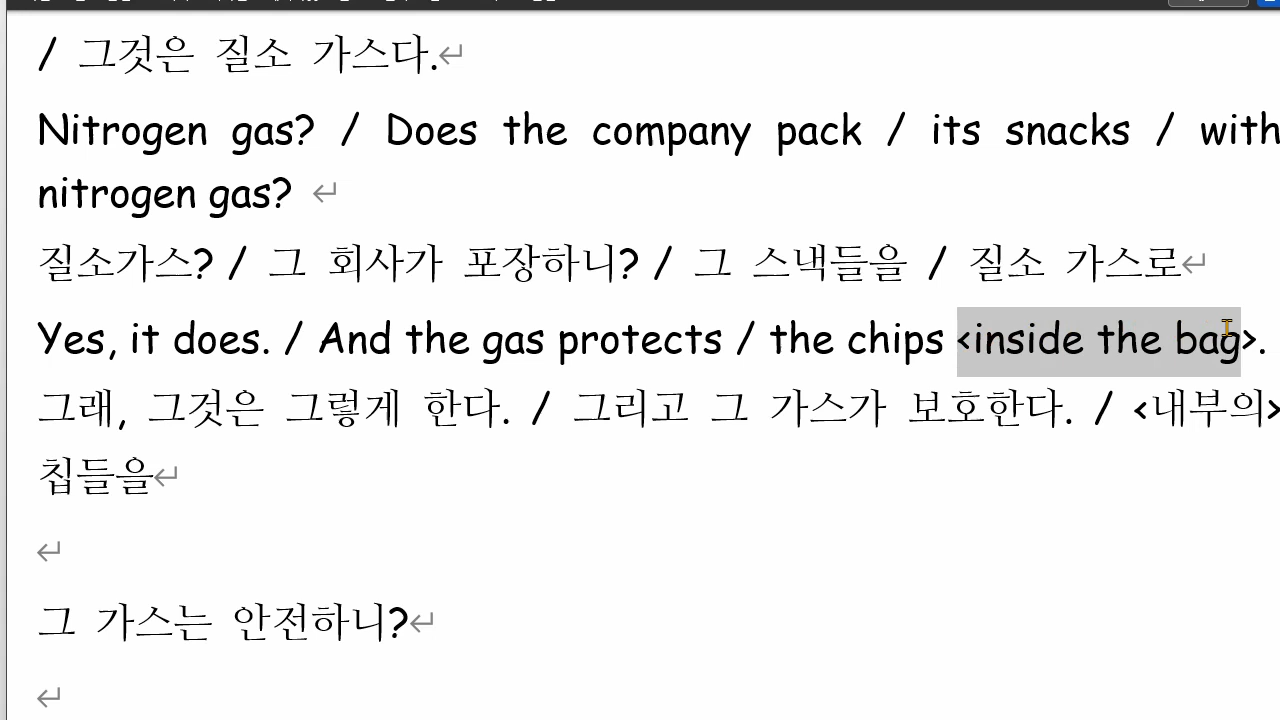 / 그것은 질소 가스다.↵
Nitrogen gas? / Does the company pack / its snacks / with
nitrogen gas? ↵
질소가스? / 그 회사가 포장하니? / 그 스낵들을 / 질소 가스로↵
Yes, it does. / And the gas protects / the chips <inside the bag>.
그래, 그것은 그렇게 한다. / 그리고 그 가스가 보호한다. / <내부의>
칩들을↵
↵
그 가스는 안전하니?↵
↵